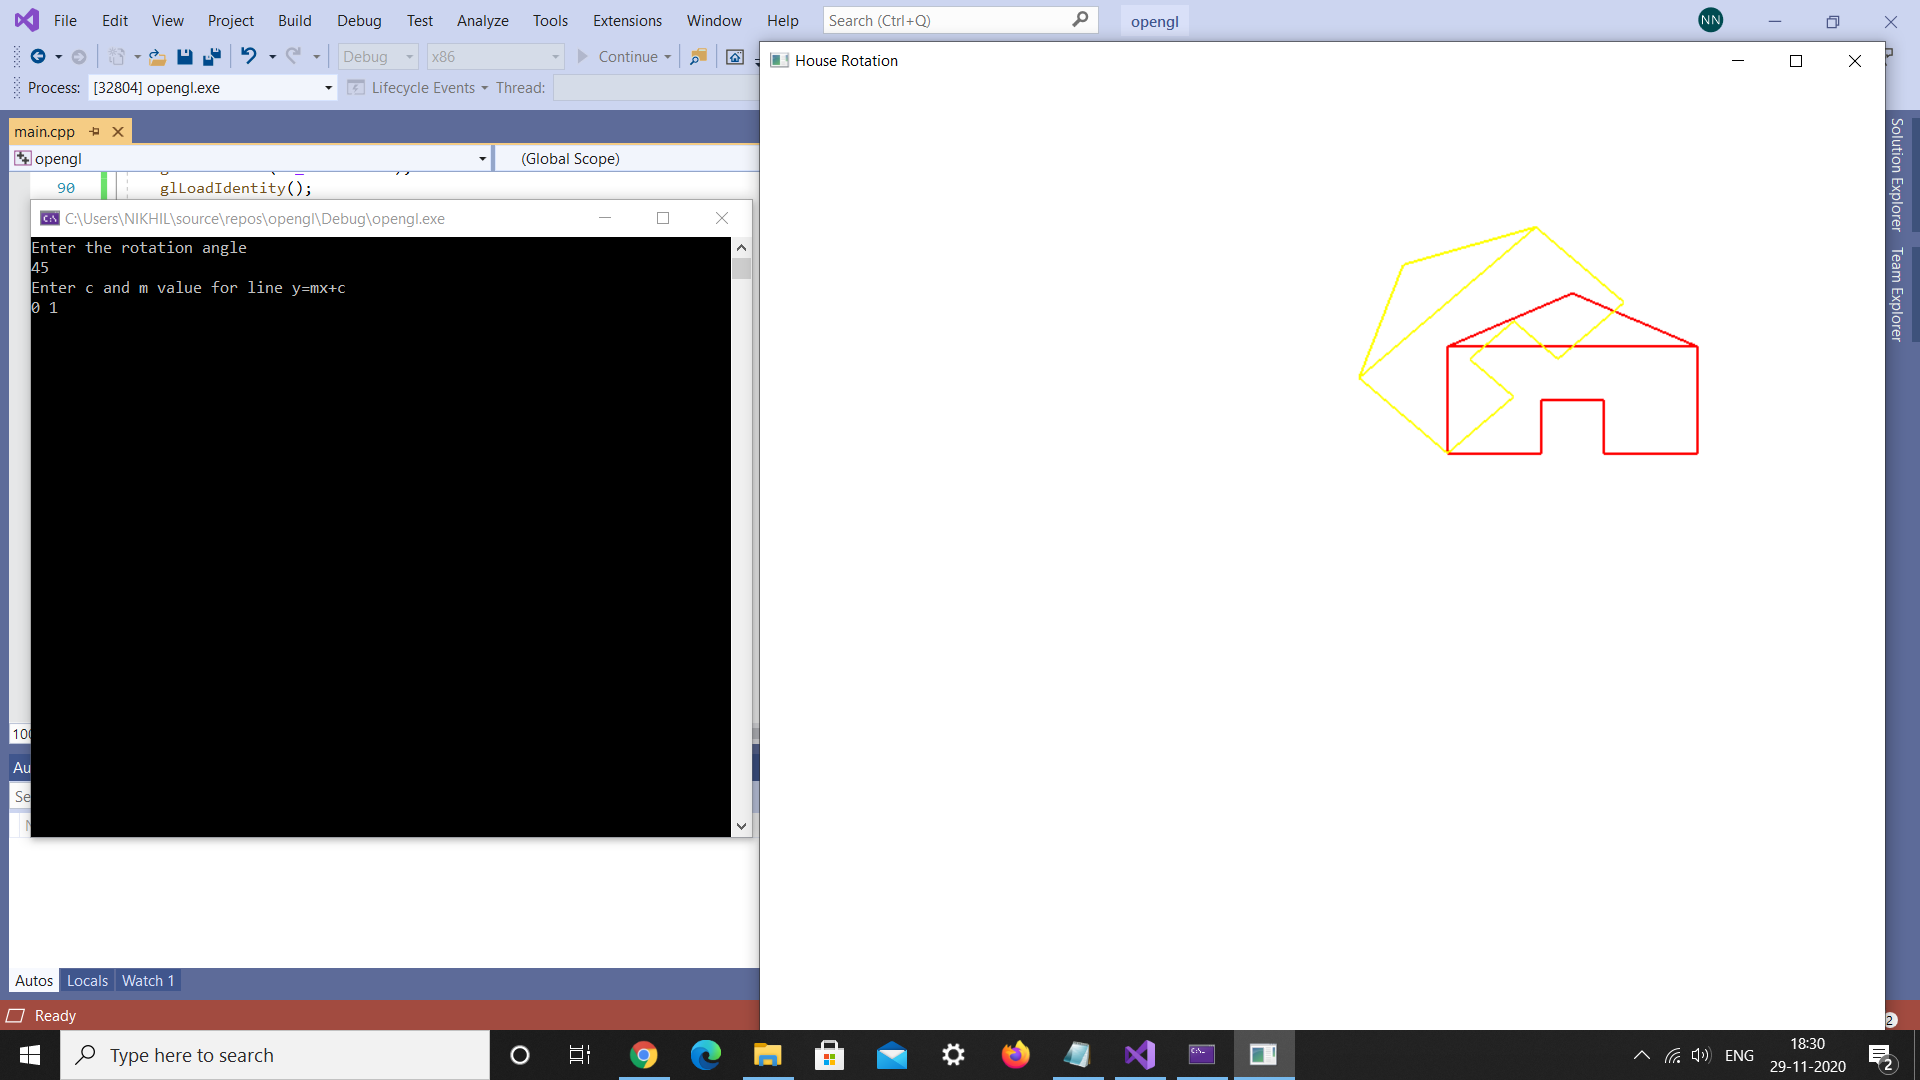 File Edit View Project Build Debug Test Analyze Tools Extensions Window Help Search (Ctrl+Q) opengl NN
Debug x86 Continue
Process: [32804] opengl.exe Lifecycle Events Thread:
House Rotation
main.cpp
opengl (Global Scope)
90 glLoadIdentity();
C:\Users\NIKHIL\source\repos\opengl\Debug\opengl.exe
Enter the rotation angle
45
Enter c and m value for line y=mx+c
0 1
Solution Explorer
Team Explorer
100
Au
Se
Autos Locals Watch 1
Ready
2
Type here to search
ENG
18:30
29-11-2020
2